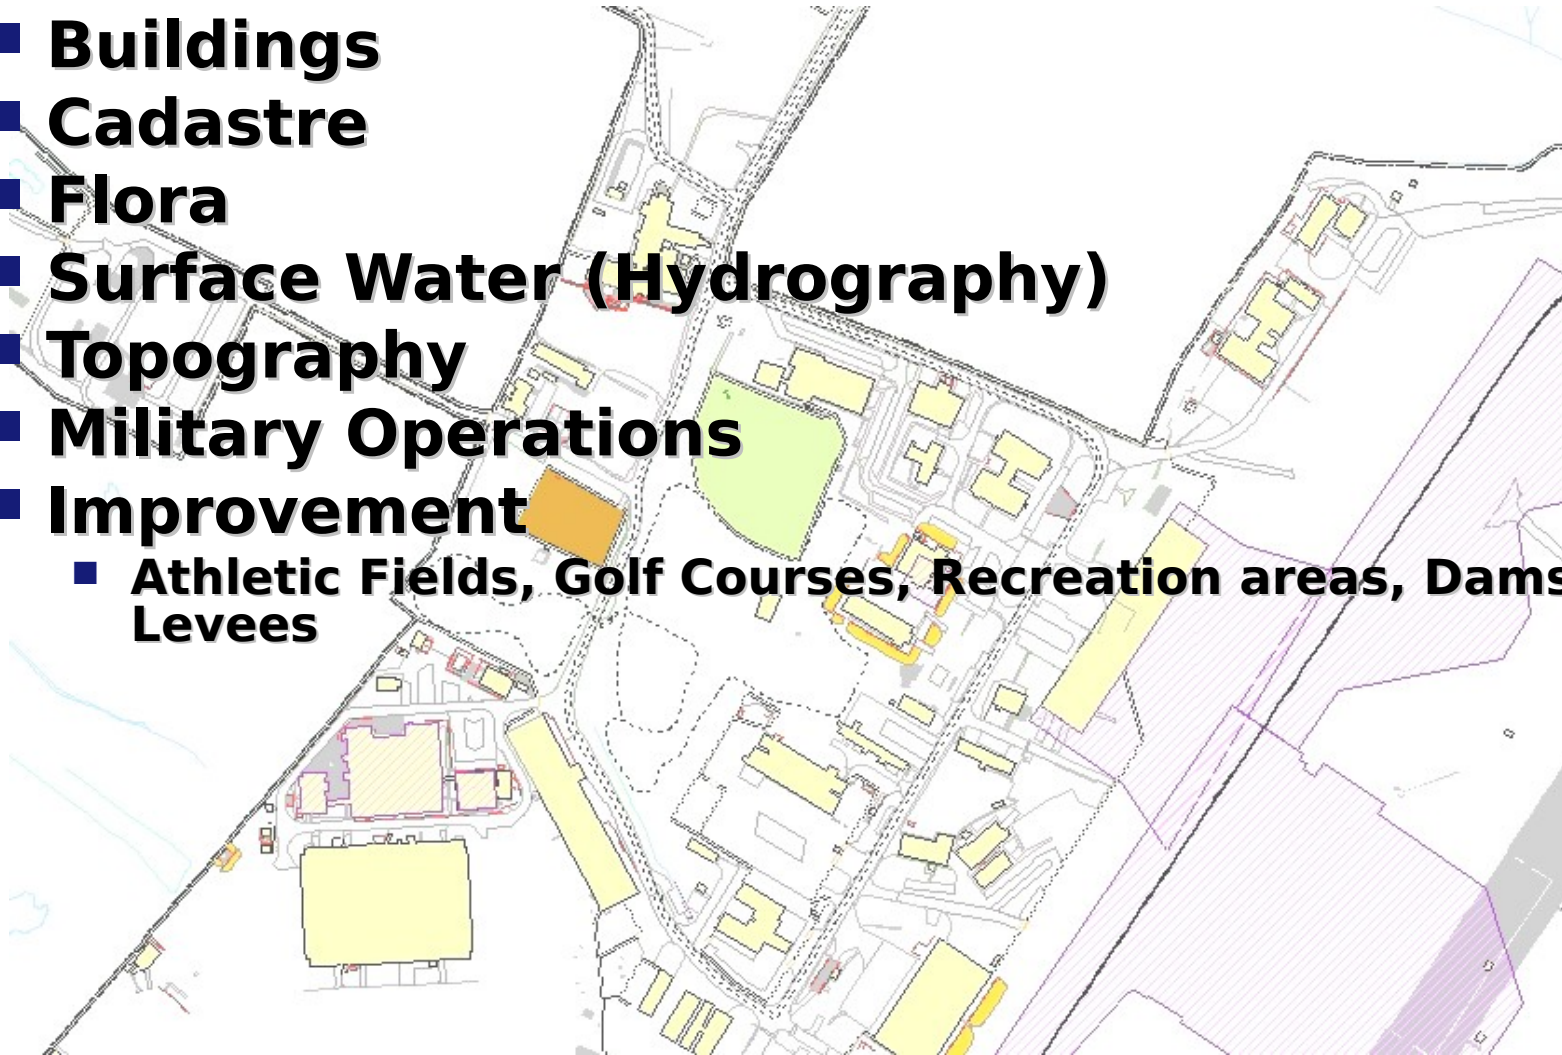 Buildings
Cadastre
Flora
Surface Water (Hydrography)
Topography
Military Operations
Improvement
Athletic Fields, Golf Courses, Recreation areas, Dams
Levees